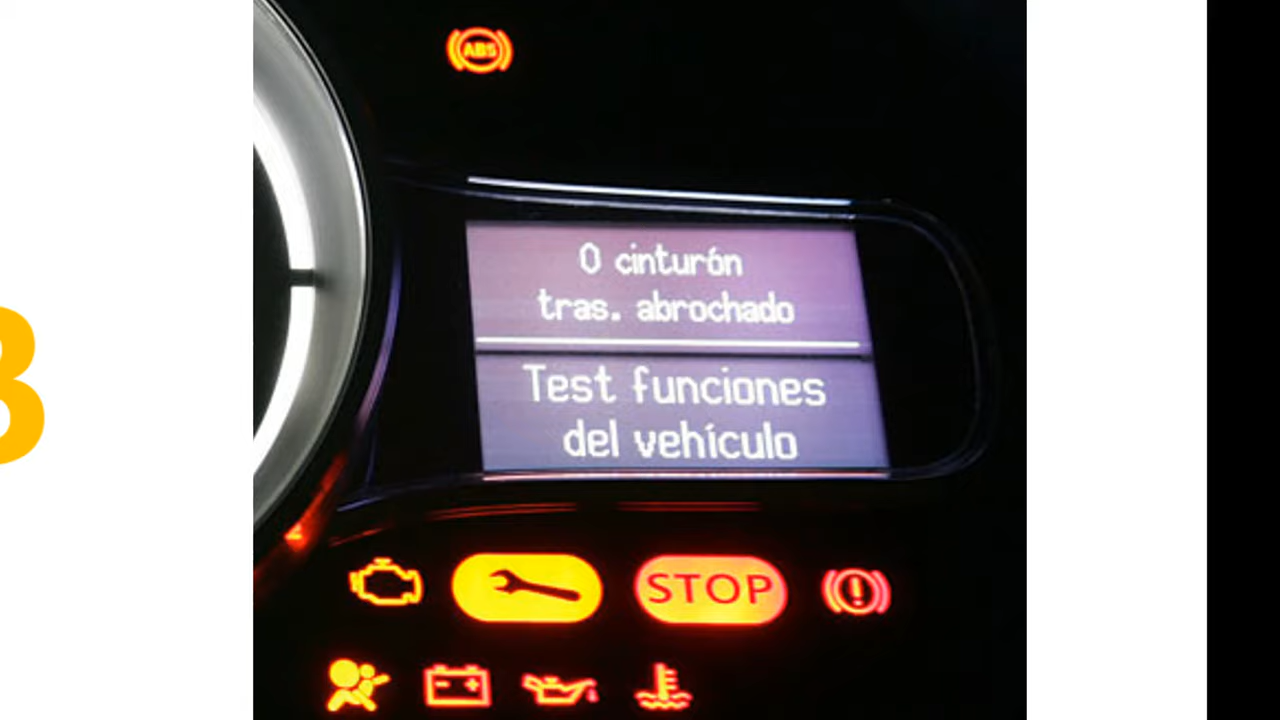 ABS
0 cinturón
tras. abrochado
Test funciones
del vehículo
STOP